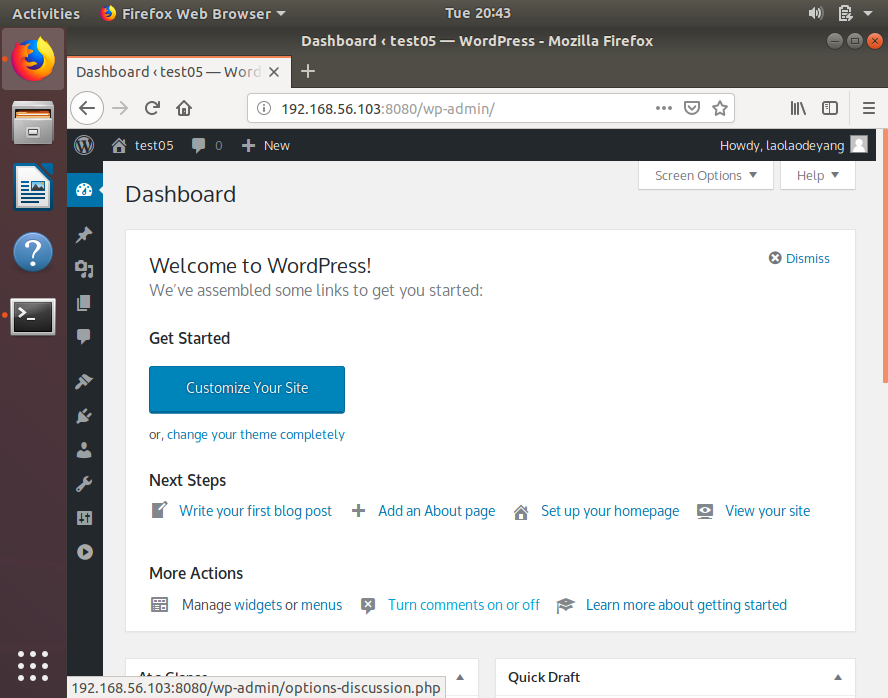 Activities Firefox Web Browser Tue 20:43
Dashboard ‹ test05 — WordPress - Mozilla Firefox
Dashboard ‹ test05 — Word
192.168.56.103:8080/wp-admin/
test05 0 New Howdy, laolaodeyang
Screen Options Help
Dashboard
Welcome to WordPress! Dismiss
We've assembled some links to get you started:
Get Started
Customize Your Site
or, change your theme completely
Next Steps
Write your first blog post Add an About page Set up your homepage View your site
More Actions
Manage widgets or menus Turn comments on or off Learn more about getting started
Quick Draft
192.168.56.103:8080/wp-admin/options-discussion.php